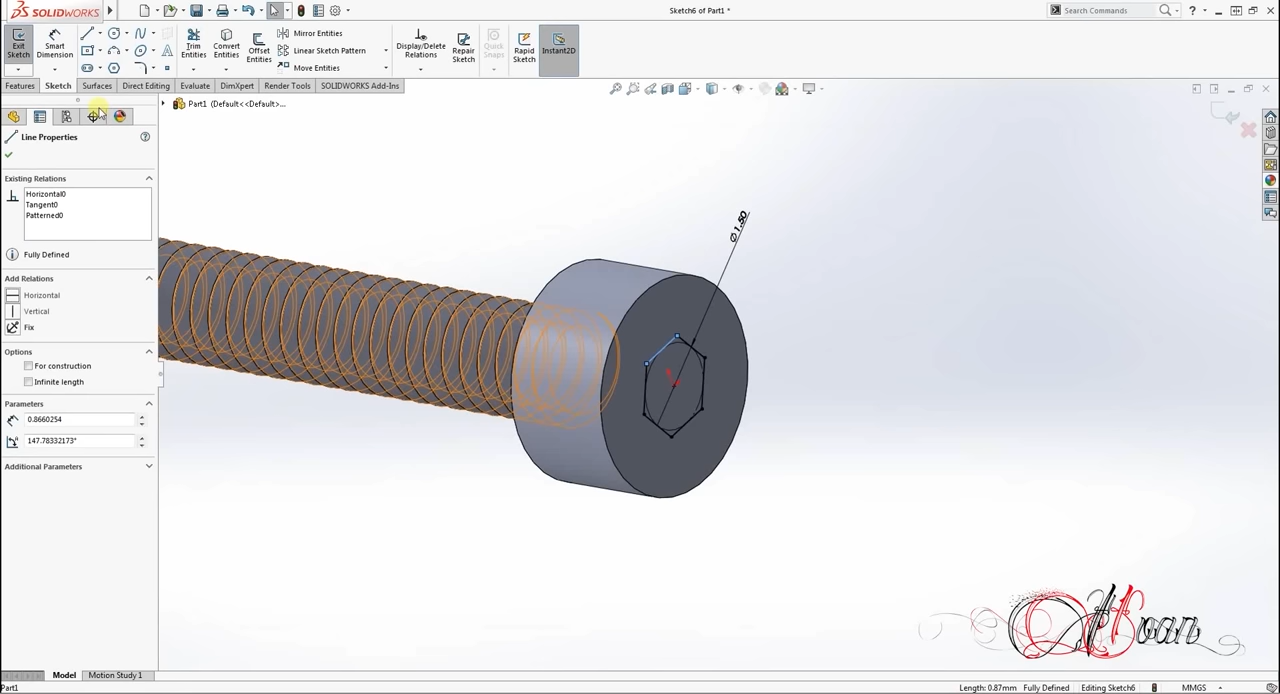 SOLIDWORKS
Sketch6 of Part1 *
Search Commands
Exit Sketch
Smart Dimension
Trim Entities
Convert Entities
Offset Entities
Mirror Entities
Linear Sketch Pattern
Move Entities
Display/Delete Relations
Repair Sketch
Quick Snaps
Rapid Sketch
Instant2D
Features
Sketch
Surfaces
Direct Editing
Evaluate
DimXpert
Render Tools
SOLIDWORKS Add-Ins
Part1 (Default<<Default>...
Line Properties
Existing Relations
Horizontal0
Tangent0
Patterned0
Fully Defined
Add Relations
Horizontal
Vertical
Fix
Options
For construction
Infinite length
Parameters
0.8660254
147.78332173°
Additional Parameters
∅1.50
Model
Motion Study 1
Part1
Length: 0.87mm
Fully Defined
Editing Sketch6
MMGS